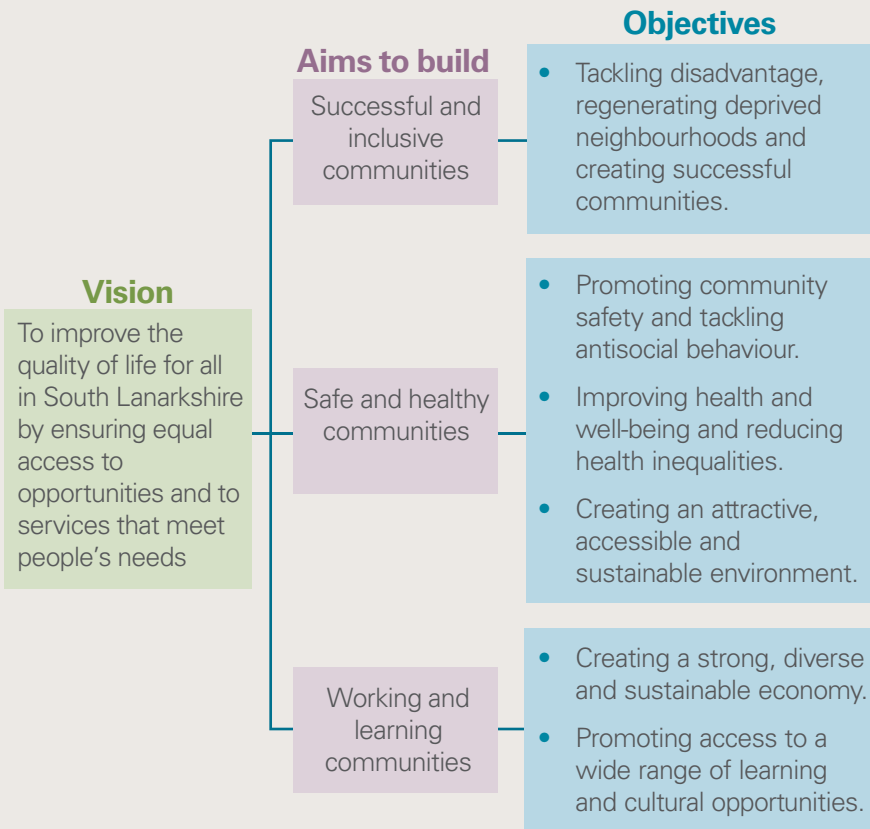 Vision
To improve the
quality of life for all
in South Lanarkshire
by ensuring equal
access to
opportunities and to
services that meet
people's needs
Aims to build
Successful and
inclusive
communities
Safe and healthy
communities
Working and
learning
communities
Objectives
• Tackling disadvantage,
regenerating deprived
neighbourhoods and
creating successful
communities.
• Promoting community
safety and tackling
antisocial behaviour.
• Improving health and
well-being and reducing
health inequalities.
• Creating an attractive,
accessible and
sustainable environment.
• Creating a strong, diverse
and sustainable economy.
• Promoting access to a
wide range of learning
and cultural opportunities.